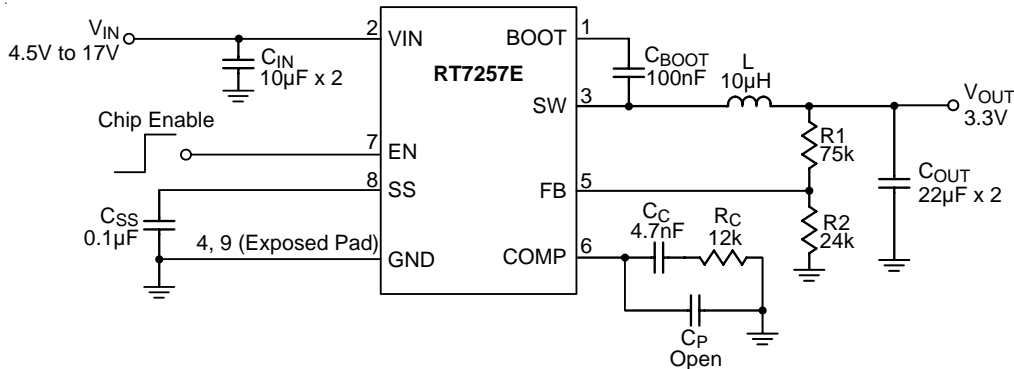 VIN
4.5V to 17V
CIN
10µF x 2
Chip Enable
CSS
0.1µF
4, 9 (Exposed Pad)
2
7
8
VIN
EN
SS
GND
RT7257E
BOOT
SW
FB
COMP
1
3
5
6
CBOOT
100nF
L
10µH
VOUT
3.3V
R1
75k
COUT
22µF x 2
R2
24k
CC
4.7nF
RC
12k
CP
Open